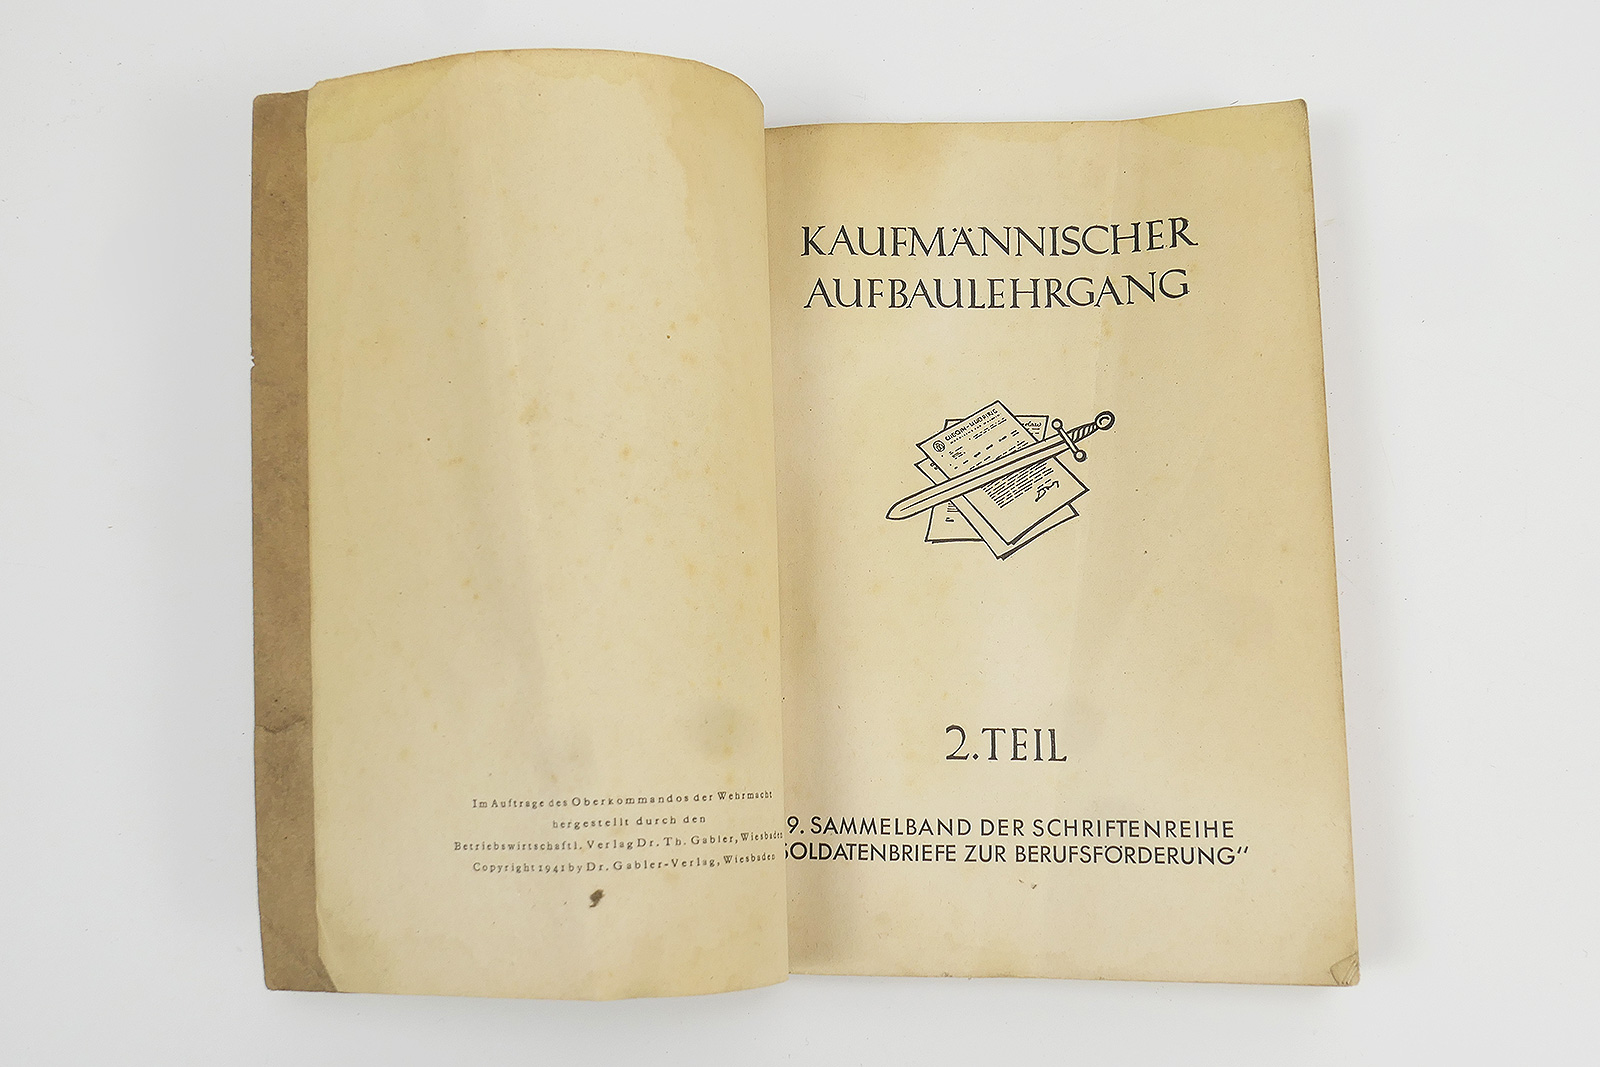 Im Auftrage des Oberkommandos der Wehrmacht
hergestellt durch den
Betriebswirtschaftl. Verlag Dr. Th. Gabler, Wiesbaden
Copyright 1941 by Dr. Gabler-Verlag, Wiesbaden
KAUFMÄNNISCHER
AUFBAULEHRGANG
2. TEIL
9. SAMMELBAND DER SCHRIFTENREIHE
SOLDATENBRIEFE ZUR BERUFSFÖRDERUNG“